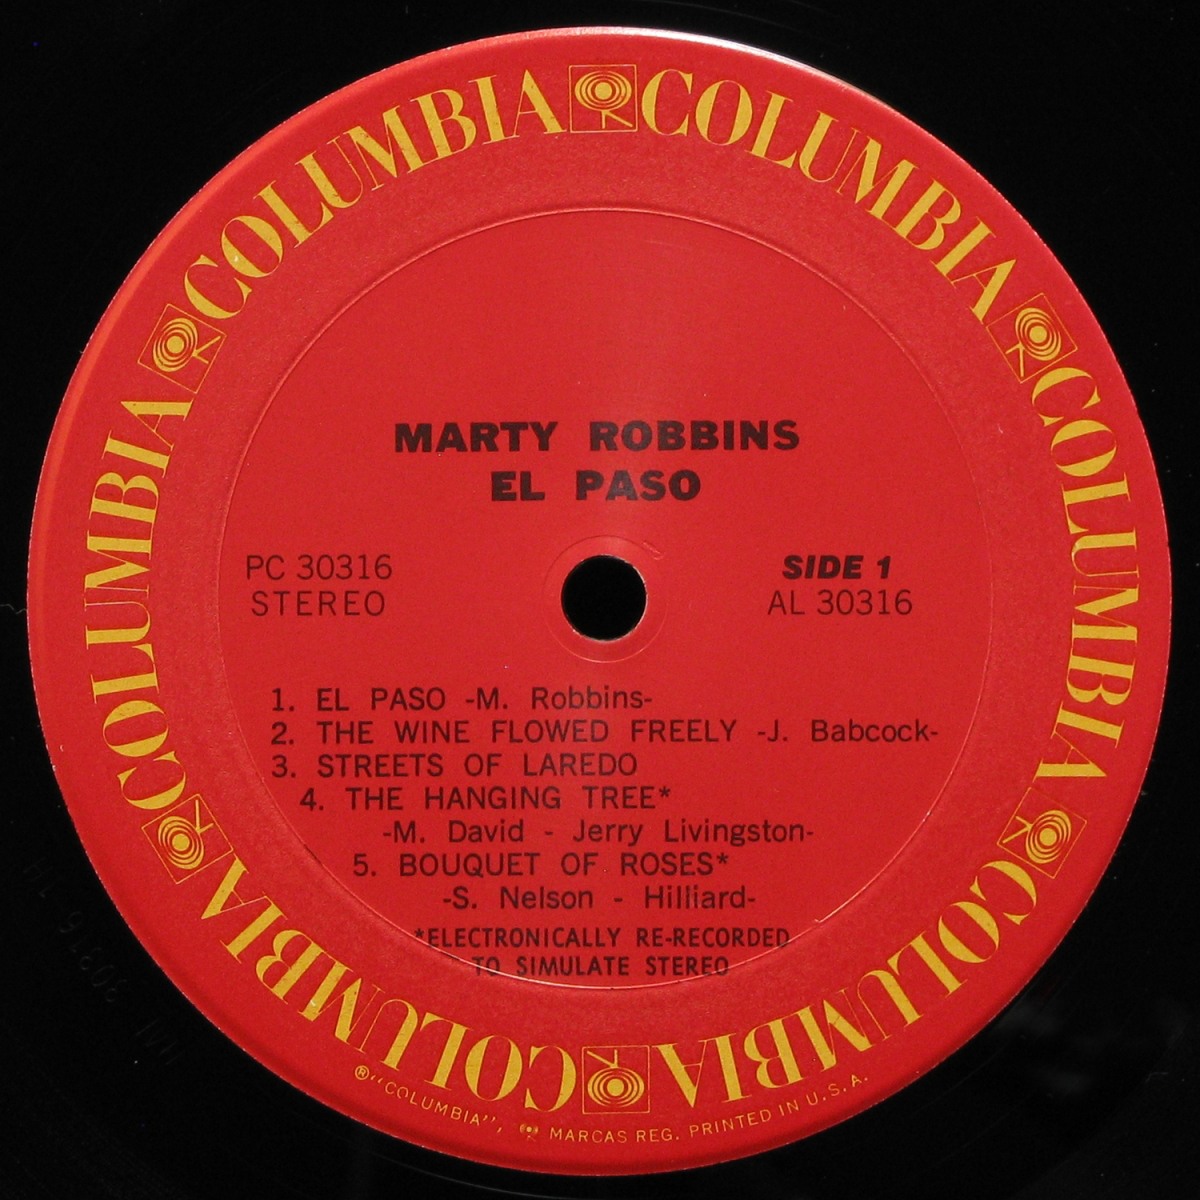 COLUMBIA COLUMBIA COLUMBIA COLUMBIA COLUMBIA COLUMBIA
MARTY ROBBINS
EL PASO
PC 30316
STEREO
SIDE 1
AL 30316
1. EL PASO -M. Robbins-
2. THE WINE FLOWED FREELY -J. Babcock-
3. STREETS OF LAREDO
4. THE HANGING TREE*
-M. David - Jerry Livingston-
5. BOUQUET OF ROSES*
-S. Nelson - Hilliard-
*ELECTRONICALLY RE-RECORDED
TO SIMULATE STEREO
®"COLUMBIA", MARCAS REG. PRINTED IN U.S.A.